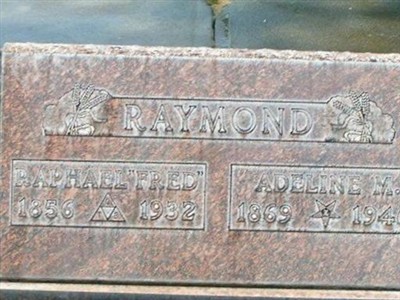 RAYMOND
RAPHAEL "FRED"
1856 1932
ADELINE M.
1869